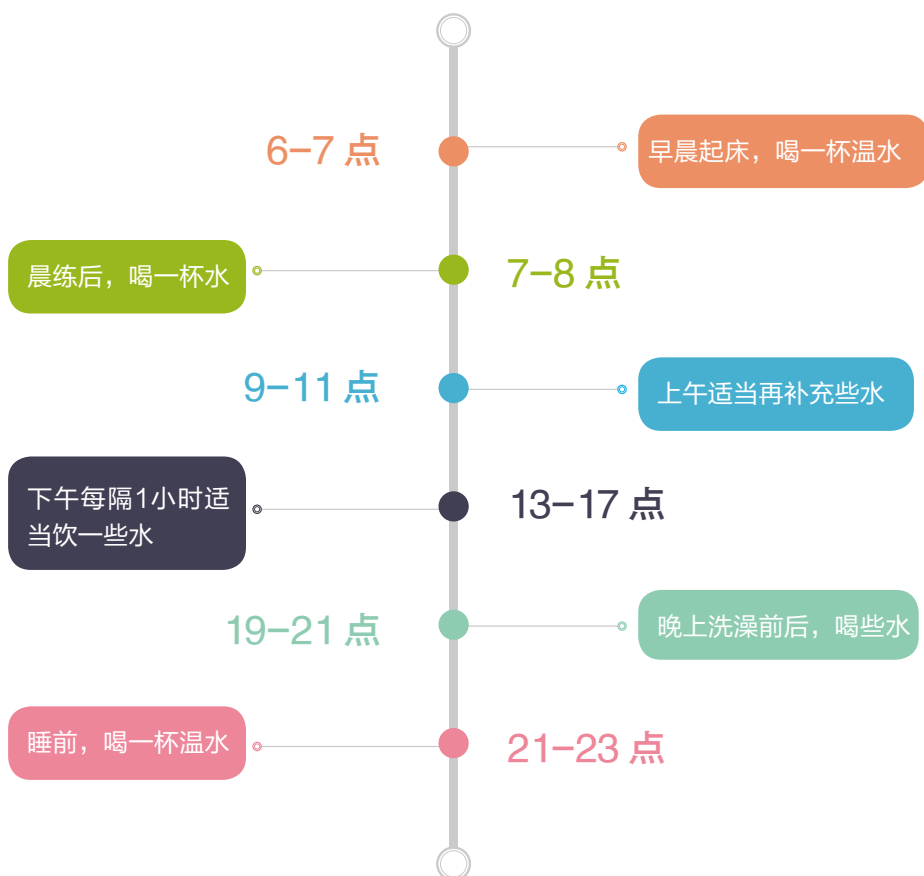 6–7 点
早晨起床，喝一杯温水
晨练后，喝一杯水
7–8 点
9–11 点
上午适当再补充些水
下午每隔1小时适
当饮一些水
13–17 点
19–21 点
晚上洗澡前后，喝些水
睡前，喝一杯温水
21–23 点